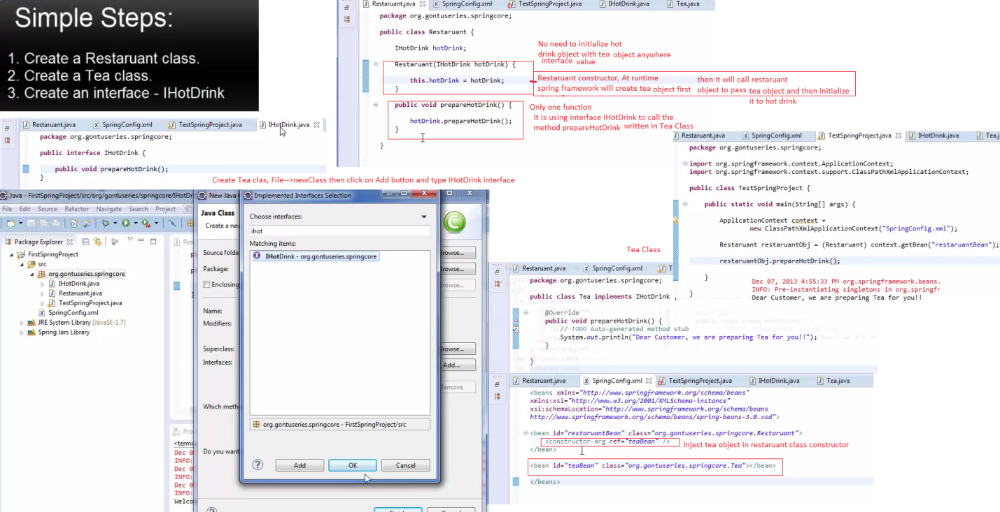 Simple Steps:
1. Create a Restaruant class.
2. Create a Tea class.
3. Create an interface - IHotDrink
Restaruant.java SpringConfig.xml TestSpringProject.java IHotDrink.java
package org.gontuseries.springcore;
public interface IHotDrink {
public void prepareHotDrink();
}
Restaruant.java SpringConfig.xml TestSpringProject.java IHotDrink.java Tea.java
package org.gontuseries.springcore;
public class Restaruant {
IHotDrink hotDrink;
Restaruant(IHotDrink hotDrink) {
this.hotDrink = hotDrink;
}
public void prepareHotDrink() {
hotDrink.prepareHotDrink();
}
}
No need to initialize hot
drink object with tea object anywhere
interface value
Restaruant constructor, At runtime
spring framework will create tea object first
then it will call restaruant
object to pass tea object and then initialize
it to hot drink
Only one function
It is using interface IHotDrink to call the
method prepareHotDrink written in Tea Class
Restaruant.java SpringConfig.xml TestSpringProject.java IHotDrink.java
package org.gontuseries.springcore;
import org.springframework.context.ApplicationContext;
import org.springframework.context.support.ClassPathXmlApplicationContext;
public class TestSpringProject {
public static void main(String[] args) {
ApplicationContext context =
new ClassPathXmlApplicationContext("SpringConfig.xml");
Restaruant restaruantObj = (Restaruant) context.getBean("restaruantBean");
restaruantObj.prepareHotDrink();
}
}
Dec 07, 2013 4:55:33 PM org.springframework.beans.
INFO: Pre-instantiating singletons in org.springfr
Dear Customer, we are preparing Tea for you!!
Create Tea clas, File-->newClass then click on Add button and type IHotDrink interface
Java - FirstSpringProject/src/org/gontuseries/springcore/IHotDr
File Edit Source Refactor Navigate Search Project
Package Explorer
FirstSpringProject
src
org.gontuseries.springcore
IHotDrink.java
Restaruant.java
TestSpringProject.java
SpringConfig.xml
JRE System Library [JavaSE-1.7]
Spring Jars Library
<termi
Dec 0
INFO:
Dec 0
INFO:
Dec 0
INFO:
Welco
New Java
Java Class
Create a new
Source folde
Package:
Enclosing
Name:
Modifiers:
Superclass:
Interfaces:
Which meth
Do you want
rowse...
rowse...
rowse...
rowse...
Add...
emove
Implemented Interfaces Selection
Choose interfaces:
ihot
Matching items:
IHotDrink - org.gontuseries.springcore
org.gontuseries.springcore - FirstSpringProject/src
Add OK Cancel
Tea Class
Restaruant.java SpringConfig.xml
package org.gontuseries.springcore;
public class Tea implements IHotDrink
@Override
public void prepareHotDrink() {
// TODO Auto-generated method stub
System.out.println("Dear Customer, we are preparing Tea for you!!");
}
}
Restaruant.java SpringConfig.xml TestSpringProject.java IHotDrink.java Tea.java
<beans xmlns="http://www.springframework.org/schema/beans"
xmlns:xsi="http://www.w3.org/2001/XMLSchema-instance"
xsi:schemaLocation="http://www.springframework.org/schema/beans
http://www.springframework.org/schema/beans/spring-beans-3.0.xsd">
<bean id="restaruantBean" class="org.gontuseries.springcore.Restaruant">
<constructor-arg ref="teaBean" />
</bean>
Inject tea object in restaruant class constructor
<bean id="teaBean" class="org.gontuseries.springcore.Tea"></bean>
</beans>